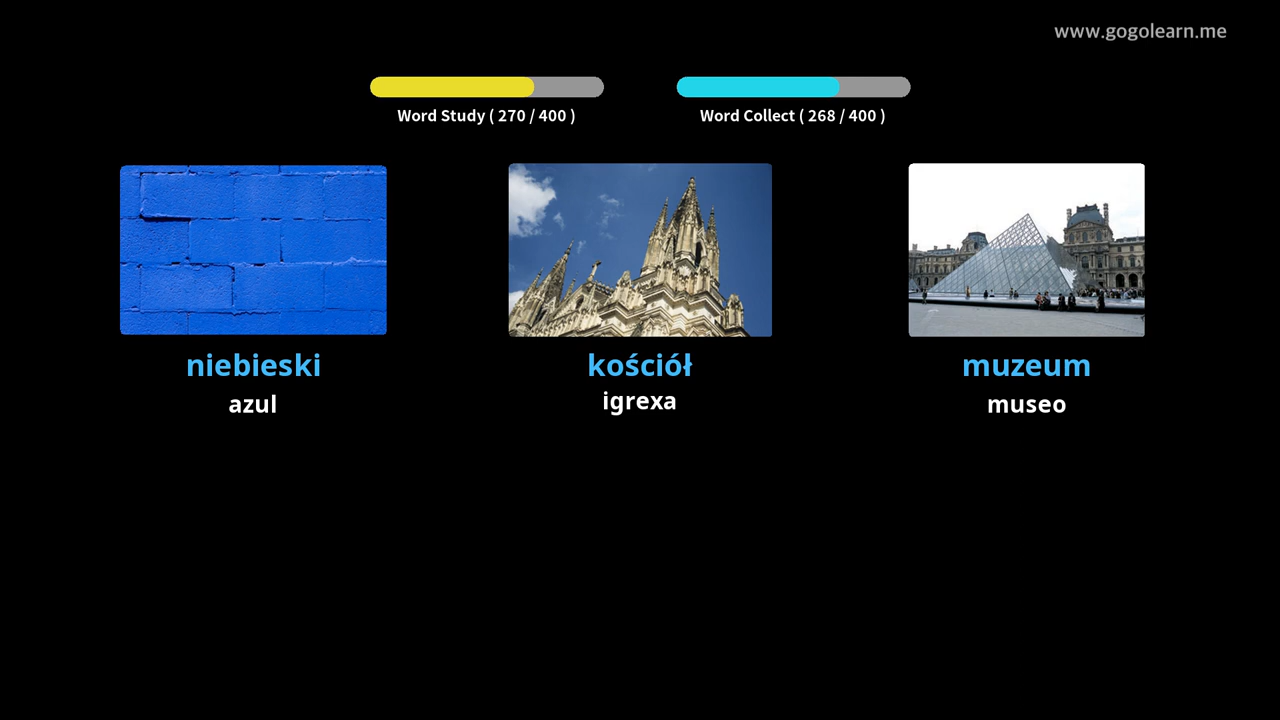 www.gogolearn.me
Word Study ( 270 / 400 )
Word Collect ( 268 / 400 )
niebieski
azul
kościół
igrexa
muzeum
museo